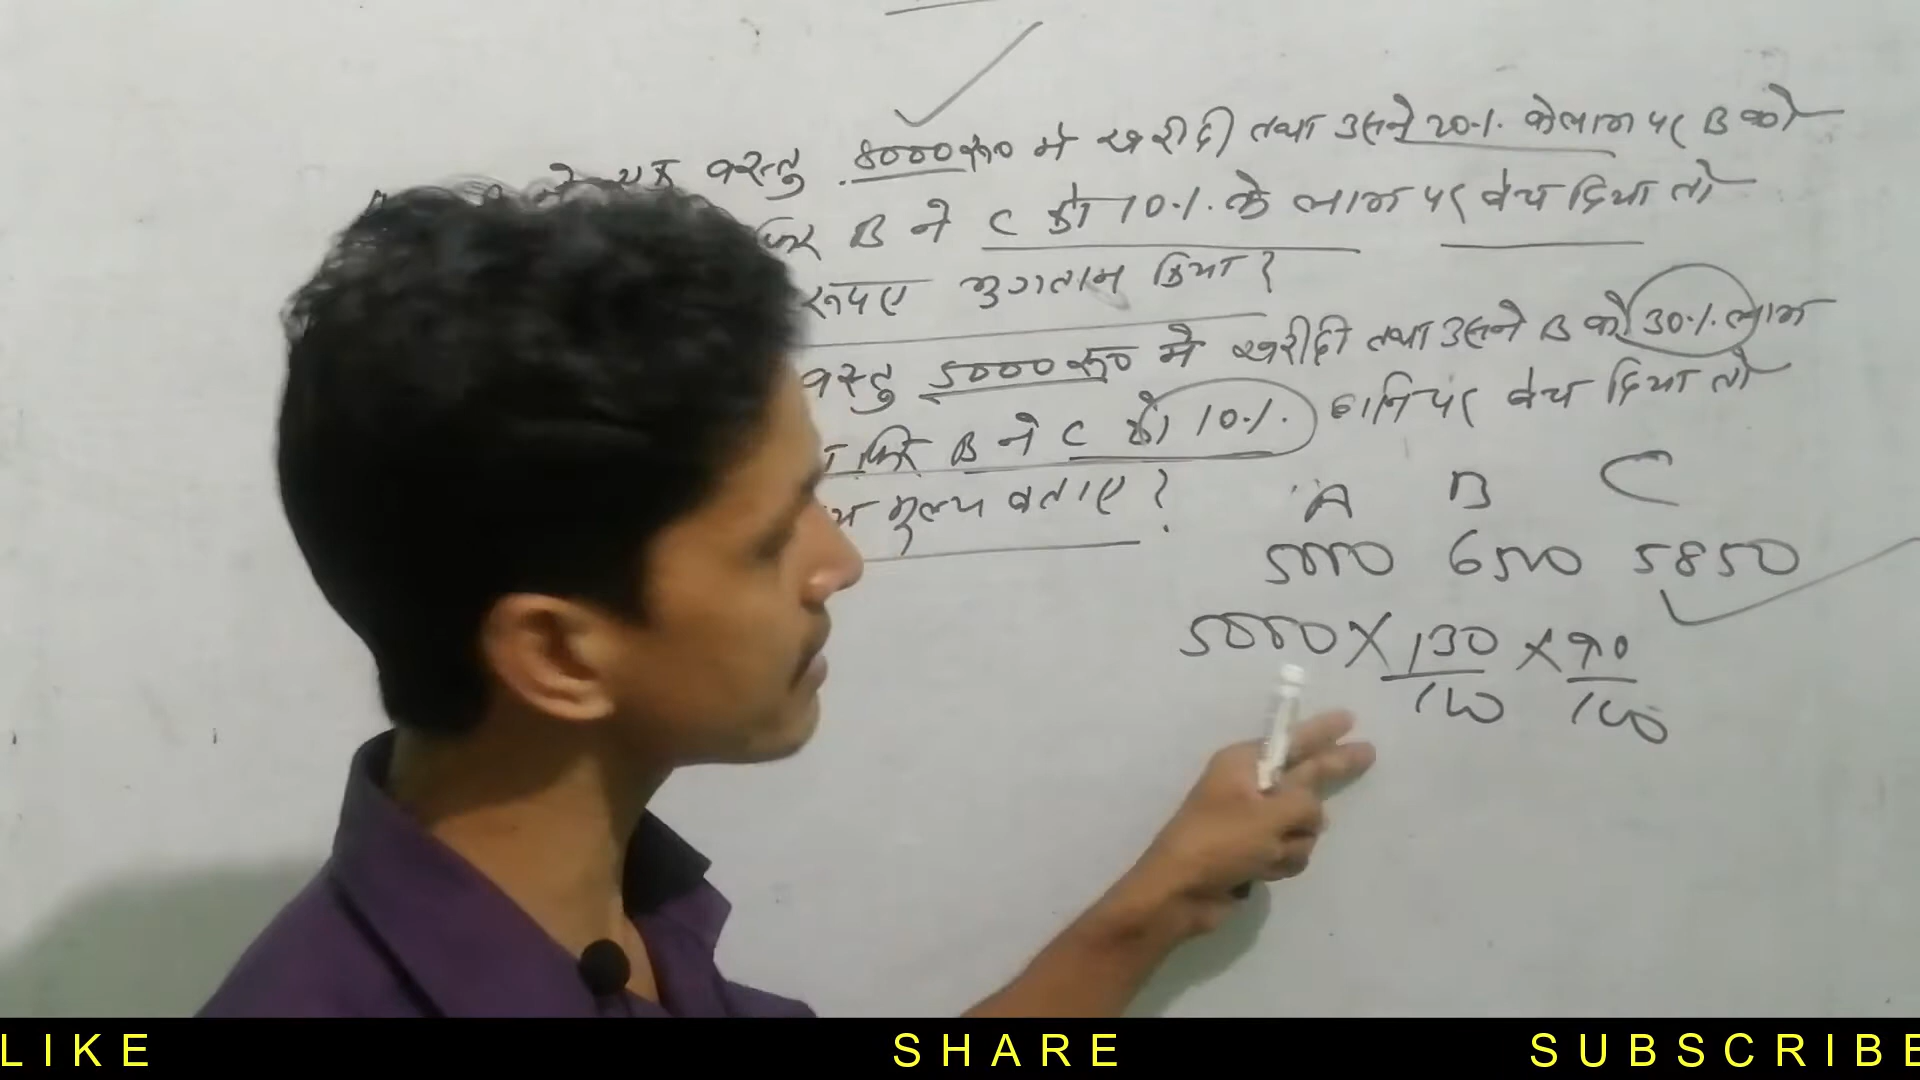 ने एक वस्तु 8000 रू० मे खरीदी तथा उसने 20% के लाभ पर B को
फिर B ने C को 10% के लाभ पर बेच दिया तो
रूपए भुगतान किया?
वस्तु 5000 रू० मे खरीदी तथा उसने B को 30% लाभ
फिर B ने C को 10% हानि पर बेच दिया तो
मूल्य बताए?
A B C
5000 6500 5850
5000 × 130/100 × 90/100
LIKE SHARE SUBSCRIBE